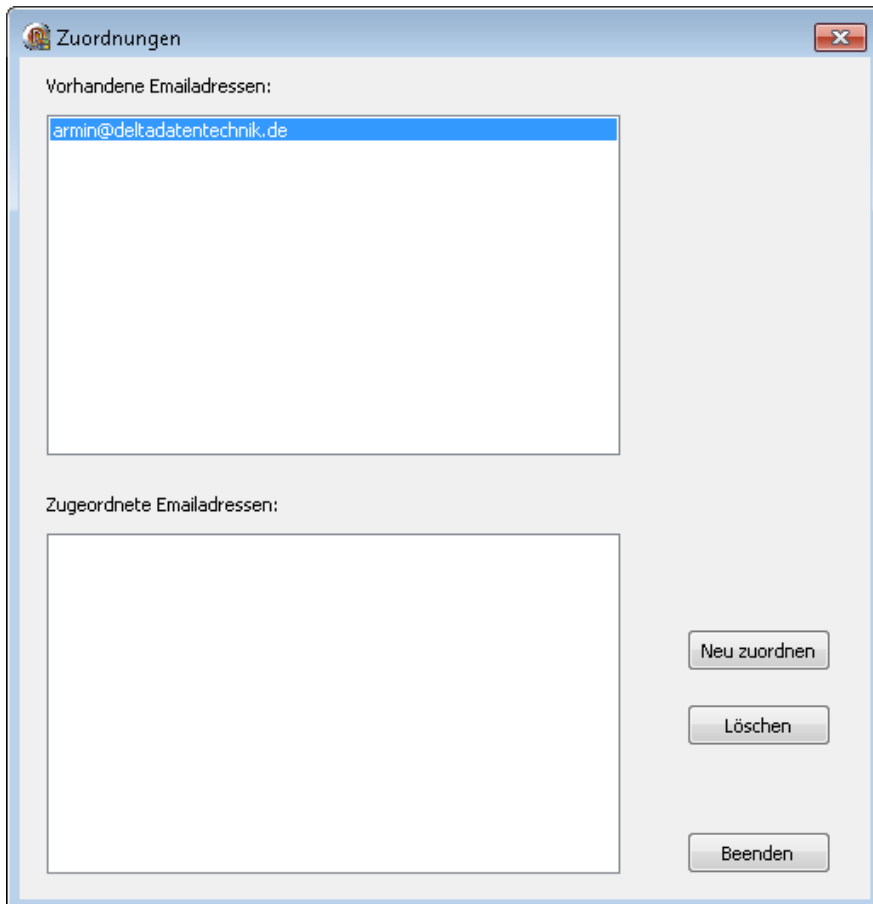 Zuordnungen
Vorhandene Emailadressen:
armin@deltadatentechnik.de
Zugeordnete Emailadressen:
Neu zuordnen
Löschen
Beenden